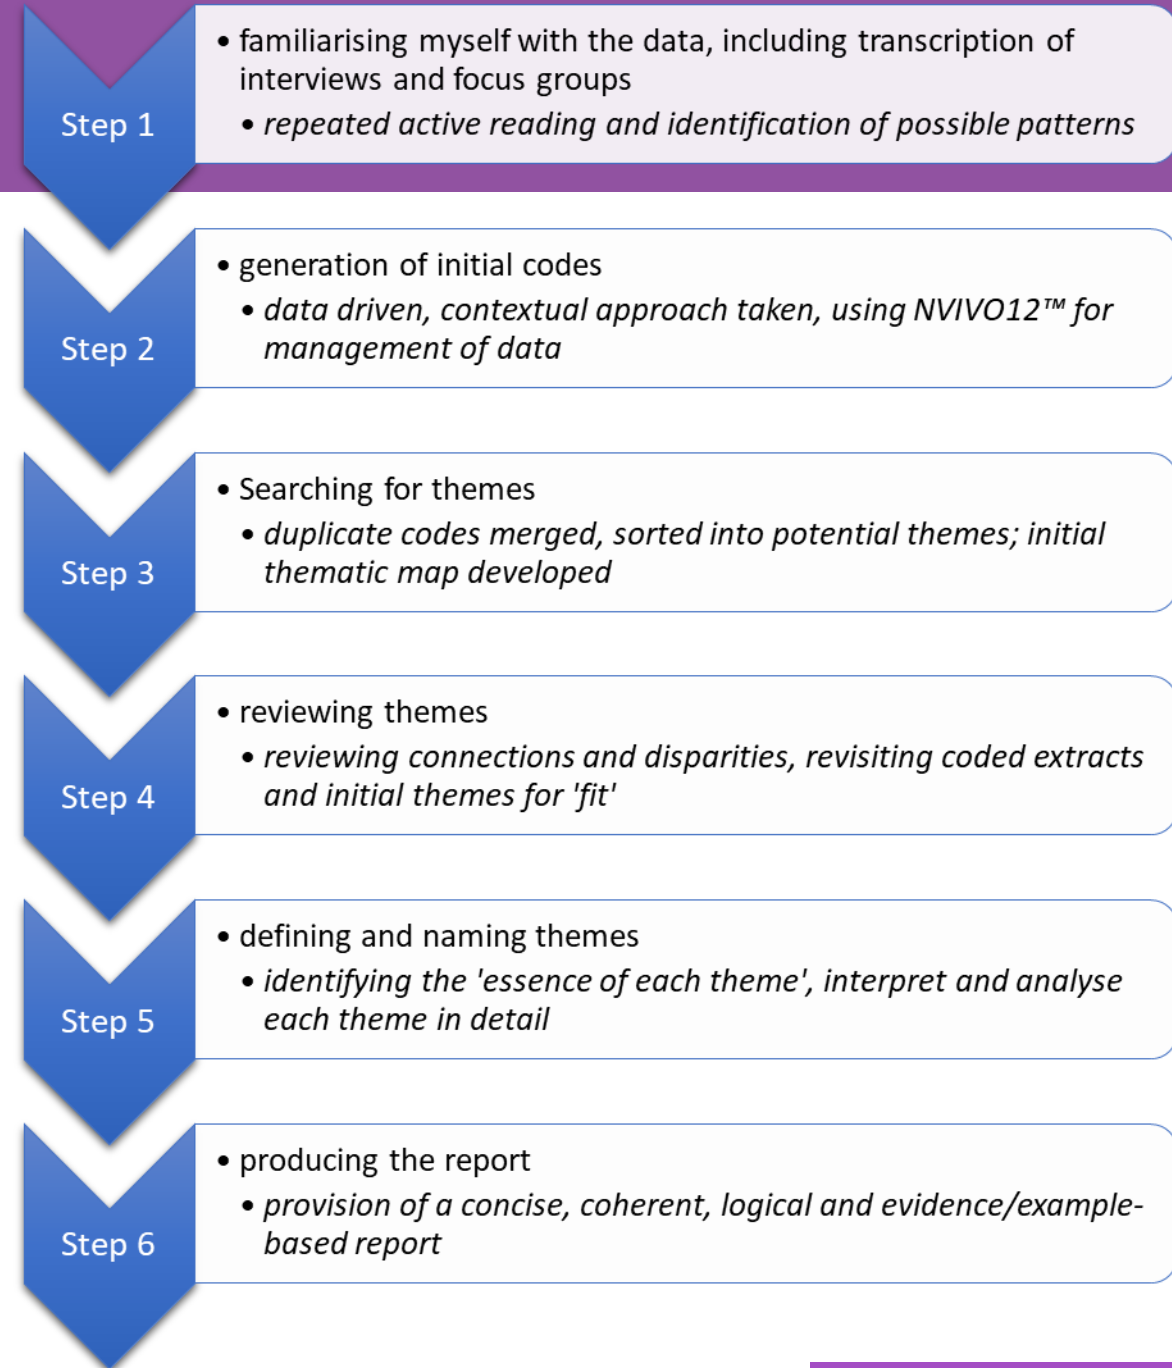 Step 1
• familiarising myself with the data, including transcription of
interviews and focus groups
• repeated active reading and identification of possible patterns
Step 2
• generation of initial codes
• data driven, contextual approach taken, using NVIVO12™ for
management of data
Step 3
• Searching for themes
• duplicate codes merged, sorted into potential themes; initial
thematic map developed
Step 4
• reviewing themes
• reviewing connections and disparities, revisiting coded extracts
and initial themes for 'fit'
Step 5
• defining and naming themes
• identifying the 'essence of each theme', interpret and analyse
each theme in detail
Step 6
• producing the report
• provision of a concise, coherent, logical and evidence/example-
based report